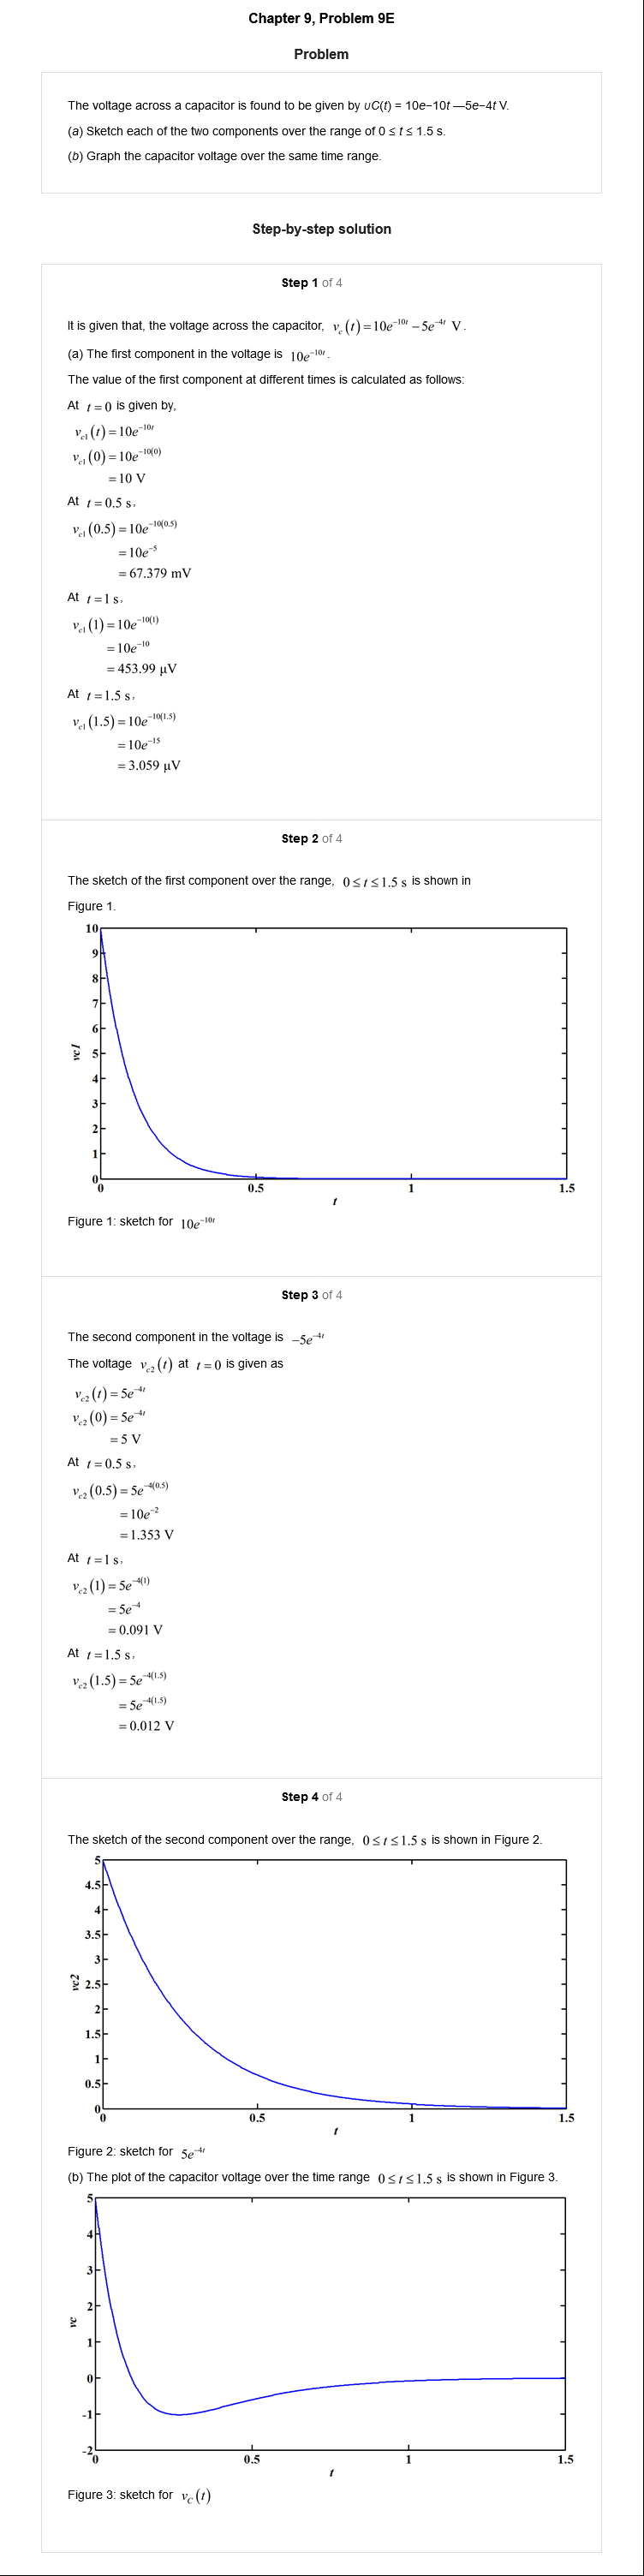 Chapter 9, Problem 9E
Problem
The voltage across a capacitor is found to be given by υC(t) = 10e−10t —5e−4t V.
(a) Sketch each of the two components over the range of 0 ≤ t ≤ 1.5 s.
(b) Graph the capacitor voltage over the same time range.
Step-by-step solution
Step 1 of 4
It is given that, the voltage across the capacitor, v_c(t) = 10e^{-10t} − 5e^{-4t} V.
(a) The first component in the voltage is 10e^{-10t}.
The value of the first component at different times is calculated as follows:
At t = 0 is given by,
v_{c1}(t) = 10e^{-10t}
v_{c1}(0) = 10e^{-10(0)}
= 10 V
At t = 0.5 s,
v_{c1}(0.5) = 10e^{-10(0.5)}
= 10e^{-5}
= 67.379 mV
At t = 1 s,
v_{c1}(1) = 10e^{-10(1)}
= 10e^{-10}
= 453.99 μV
At t = 1.5 s,
v_{c1}(1.5) = 10e^{-10(1.5)}
= 10e^{-15}
= 3.059 μV
Step 2 of 4
The sketch of the first component over the range, 0 ≤ t ≤ 1.5 s is shown in
Figure 1.
10
9
8
7
6
vc1
5
4
3
2
1
0
0 0.5 1 1.5
t
Figure 1: sketch for 10e^{-10t}
Step 3 of 4
The second component in the voltage is −5e^{-4t}
The voltage v_{c2}(t) at t = 0 is given as
v_{c2}(t) = 5e^{-4t}
v_{c2}(0) = 5e^{-4t}
= 5 V
At t = 0.5 s,
v_{c2}(0.5) = 5e^{-4(0.5)}
= 10e^{-2}
= 1.353 V
At t = 1 s,
v_{c2}(1) = 5e^{-4(1)}
= 5e^{-4}
= 0.091 V
At t = 1.5 s,
v_{c2}(1.5) = 5e^{-4(1.5)}
= 5e^{-4(1.5)}
= 0.012 V
Step 4 of 4
The sketch of the second component over the range, 0 ≤ t ≤ 1.5 s is shown in Figure 2.
5
4.5
4
3.5
3
vc2
2.5
2
1.5
1
0.5
0
0 0.5 1 1.5
t
Figure 2: sketch for 5e^{-4t}
(b) The plot of the capacitor voltage over the time range 0 ≤ t ≤ 1.5 s is shown in Figure 3.
5
4
3
2
vc
1
0
-1
-2
0 0.5 1 1.5
t
Figure 3: sketch for v_C(t)